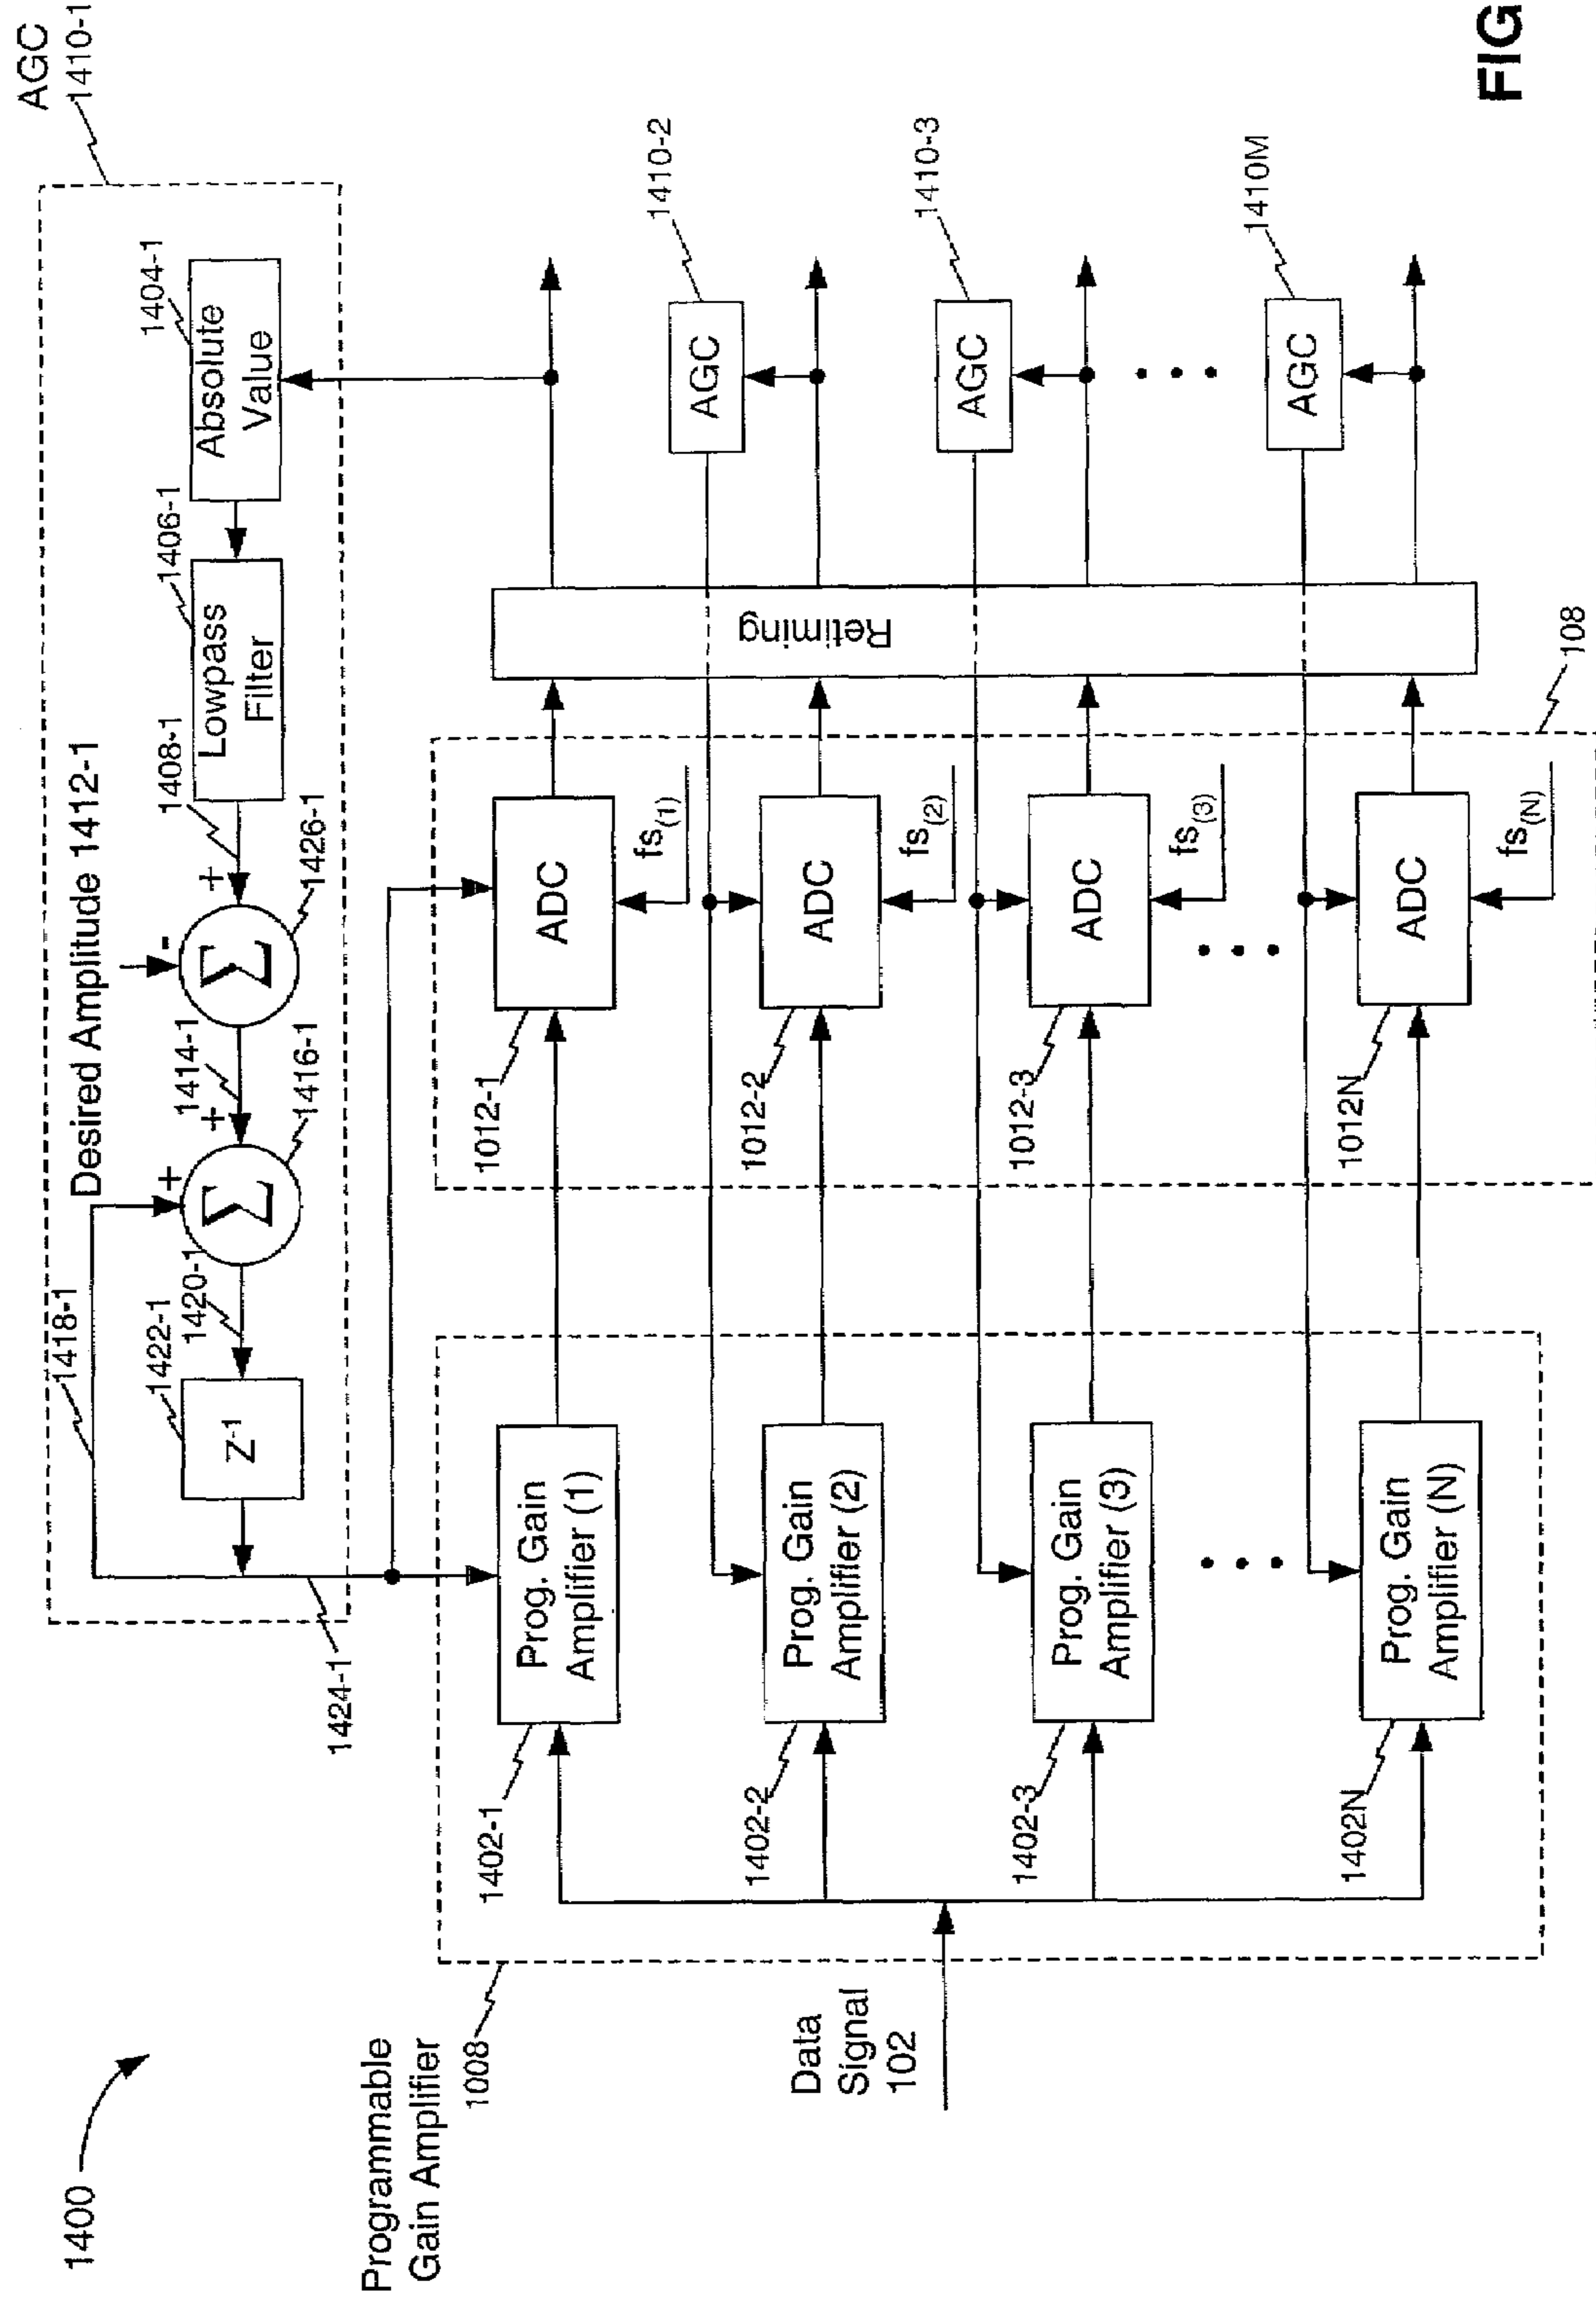 1400
AGC
1410-1
1418-1
Desired Amplitude 1412-1
1422-1
1420-1
1414-1
1408-1
1406-1
1404-1
Z-1
+
Σ
+
-
Σ
+
Lowpass
Filter
Absolute
Value
1416-1
1426-1
1424-1
Programmable
Gain Amplifier
1008
1402-1
Prog. Gain
Amplifier (1)
1012-1
ADC
fs(1)
AGC
1410-2
1402-2
Prog. Gain
Amplifier (2)
1012-2
ADC
fs(2)
Retiming
Data
Signal
102
AGC
1410-3
1402-3
Prog. Gain
Amplifier (3)
1012-3
ADC
fs(3)
AGC
1410M
1402N
Prog. Gain
Amplifier (N)
1012N
ADC
fs(N)
108
FIG